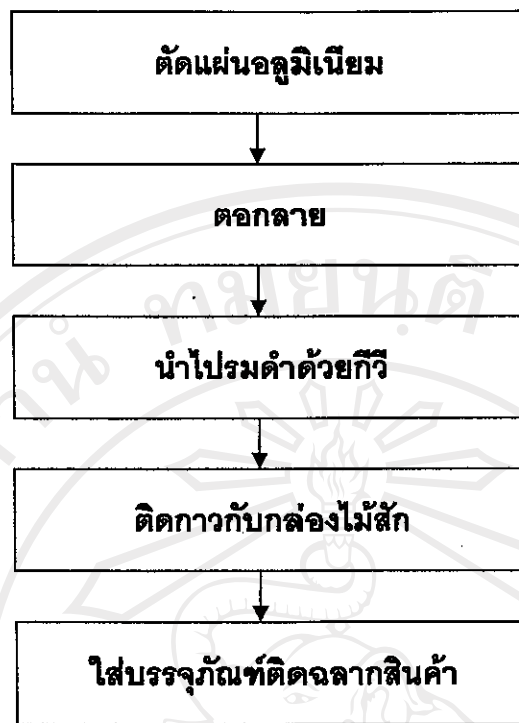 ตัดแผ่นอลูมิเนียม
ตอกลาย
นำไปรมดำด้วยกีวี
ติดกาวกับกล่องไม้สัก
ใส่บรรจุภัณฑ์ติดฉลากสินค้า